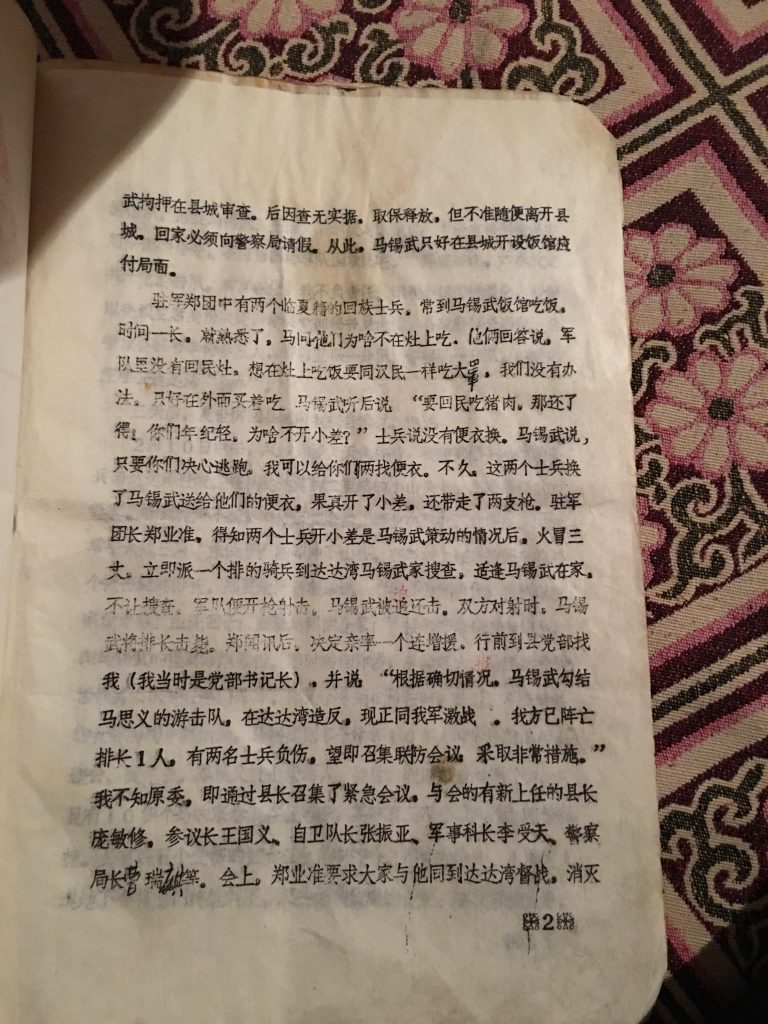 武拘押在县城审查。后因查无实据。取保释放。但不准随便离开县
城。回家必须向警察局请假。从此。马锡武只好在县城开设饭馆应
付局面。
驻军郑团中有两个临夏籍的回族士兵。常到马锡武饭馆吃饭。
时间一长。就熟悉了。马问他们为啥不在灶上吃。他俩回答说。军
队里没有回民灶。想在灶上吃饭要同汉民一样吃大。我们没有办
法。只好在外面买着吃 马锡武听后说 “要回民吃猪肉。那还了
得！你们年纪轻。为啥不开小差？”士兵说没有便衣换。马锡武说，
只要你们决心逃跑。我可以给你们两找便衣。不久。这两个士兵换
了马锡武送给他们的便衣。果真开了小差。还带走了两支枪。驻军
团长郑业准。得知两个士兵开小差是马锡武策动的情况后。火冒三
丈。立即派一个排的骑兵到达达湾马锡武家搜查。适逢马锡武在家。
不让搜查。军队便开枪射击。马锡武被迫还击。双方对射时。马锡
武将排长击毙。郑闻讯后。决定亲率一个连增援。行前到县党部找
我（我当时是党部书记长）。并说 “根据确切情况。马锡武勾结
马思义的游击队。在达达湾造反。现正同我军激战 。我方已阵亡
排长1人。有两名士兵负伤。望即召集联防会议 采取非常措施。”
我不知原委。即通过县长召集了紧急会议。与会的有新上任的县长
庞敏修。参议长王国义、自卫队长张振亚、军事科长李受天、警察
局长曹瑞麒等。会上。郑业准要求大家与他同到达达湾督战。消灭
2